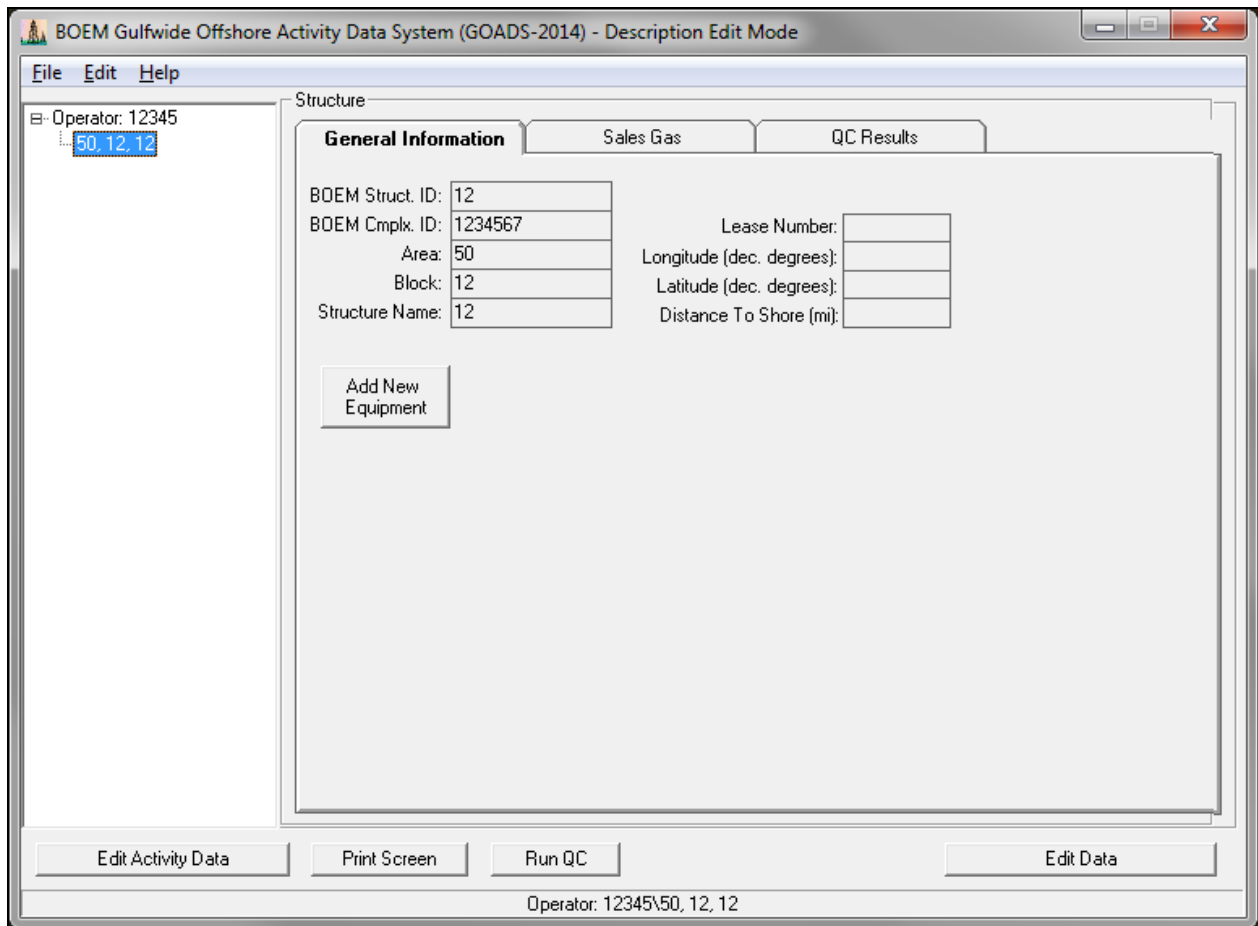 BOEM Gulfwide Offshore Activity Data System (GOADS-2014) - Description Edit Mode
File Edit Help
Operator: 12345
50, 12, 12
Structure
General Information
Sales Gas
QC Results
BOEM Struct. ID: 12
BOEM Cmplx. ID: 1234567
Area: 50
Block: 12
Structure Name: 12
Lease Number:
Longitude (dec. degrees):
Latitude (dec. degrees):
Distance To Shore (mi):
Add New
Equipment
Edit Activity Data
Print Screen
Run QC
Edit Data
Operator: 12345\50, 12, 12